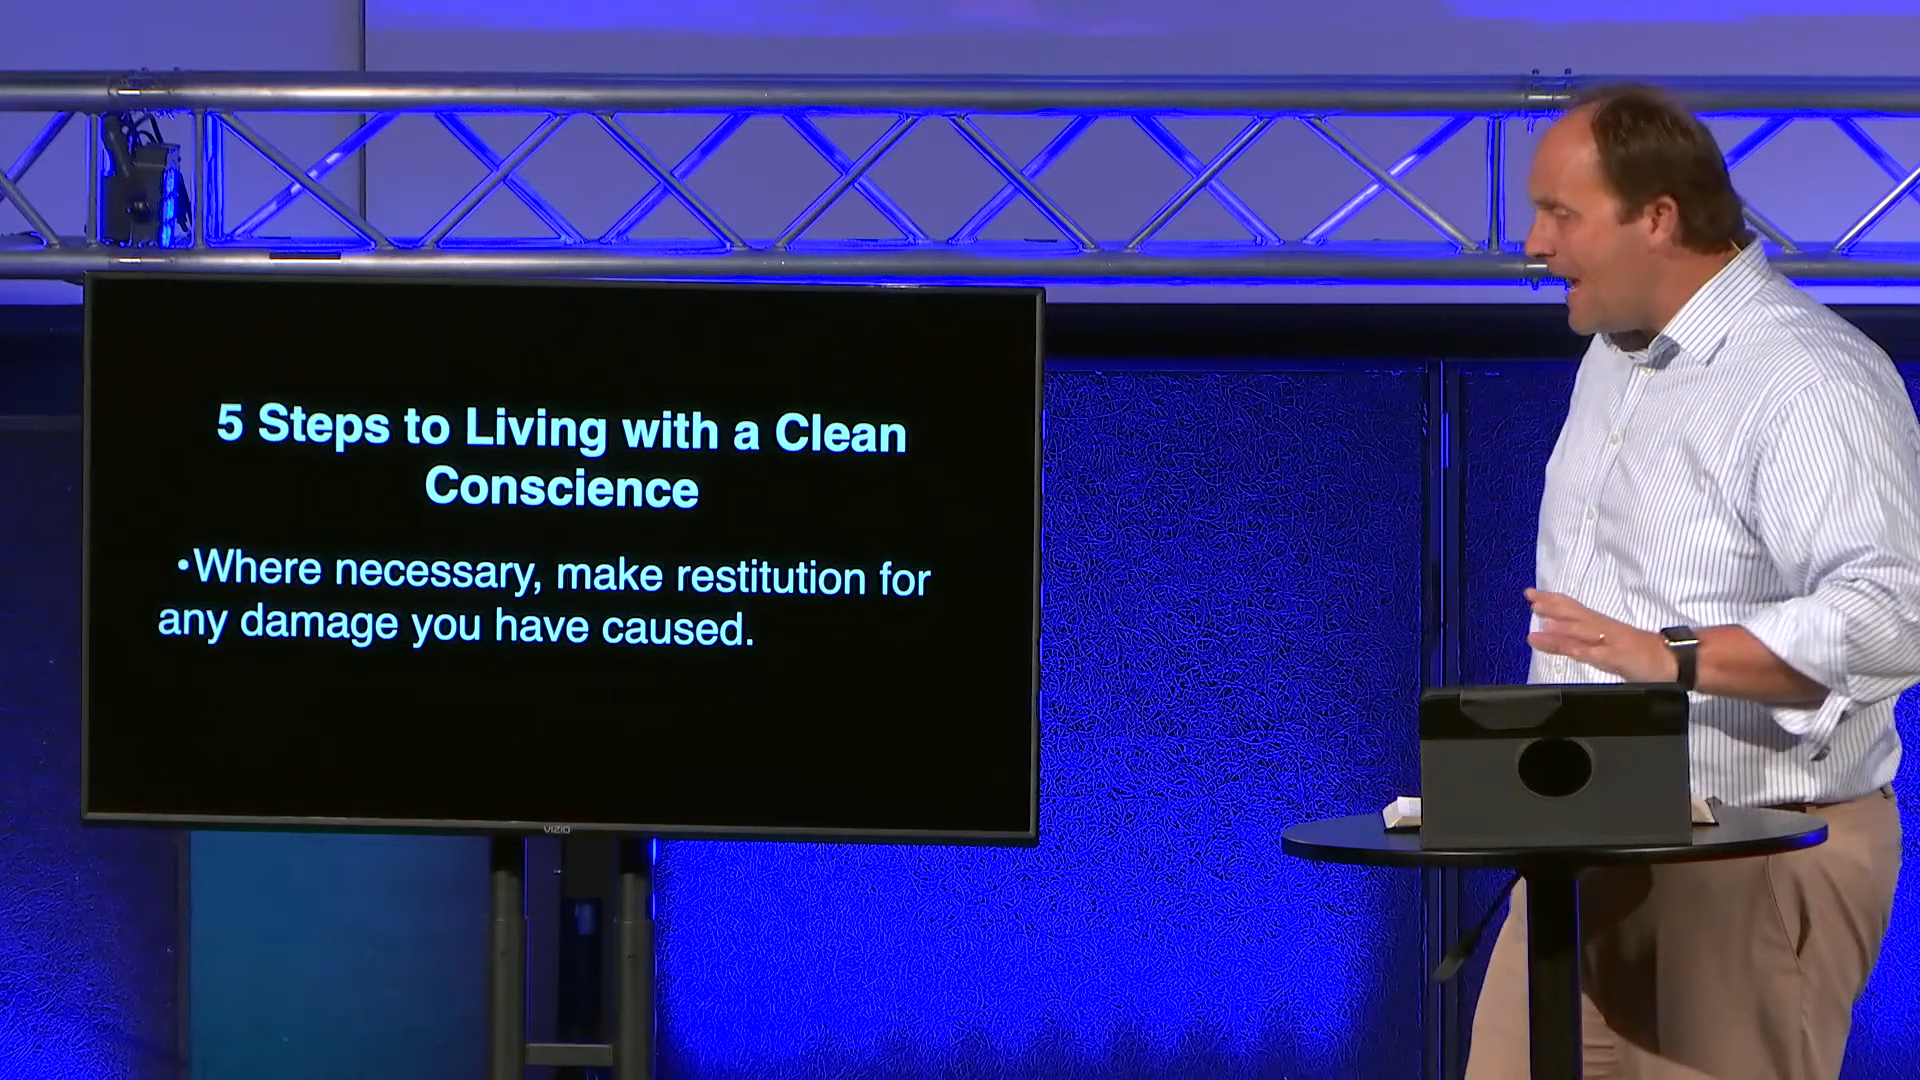 5 Steps to Living with a Clean
Conscience
•Where necessary, make restitution for
any damage you have caused.
VIZIO